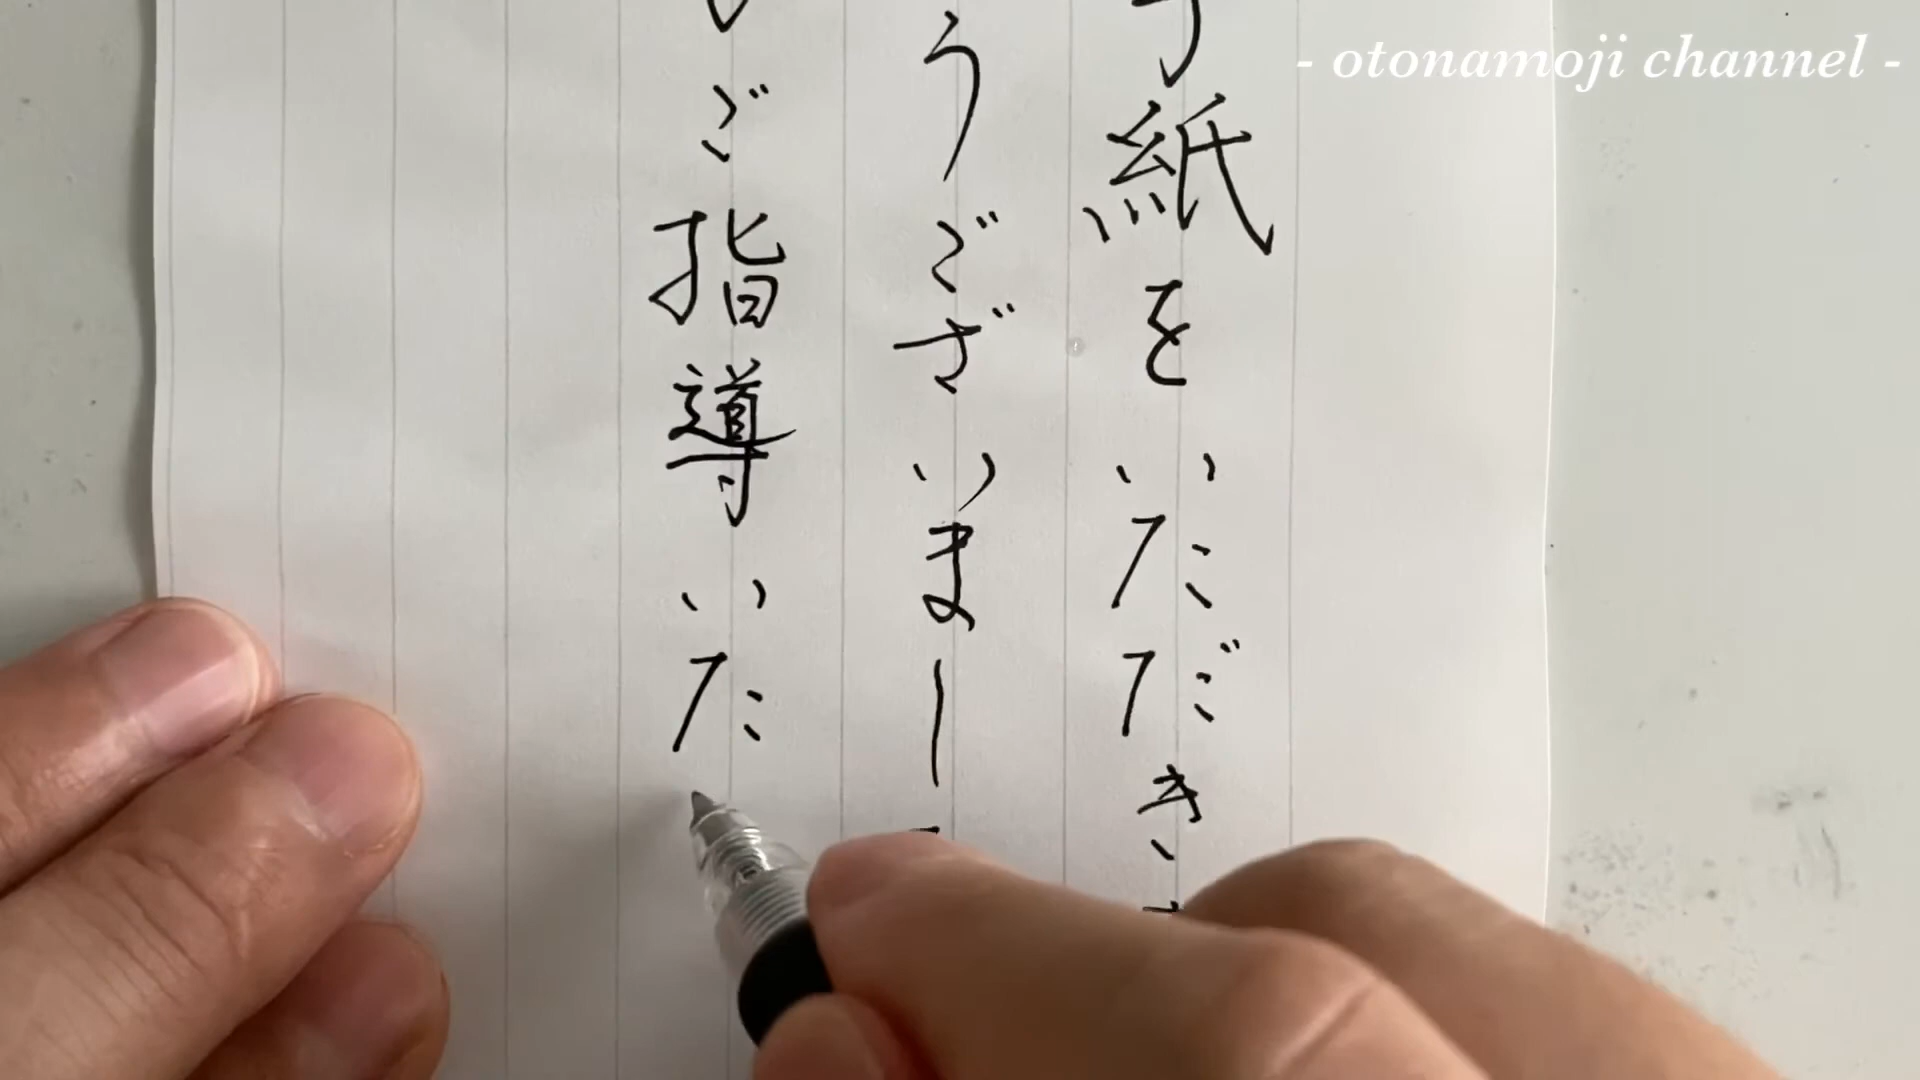 - otonamoji channel -
手紙をいただき
うございまし
ご指導いた